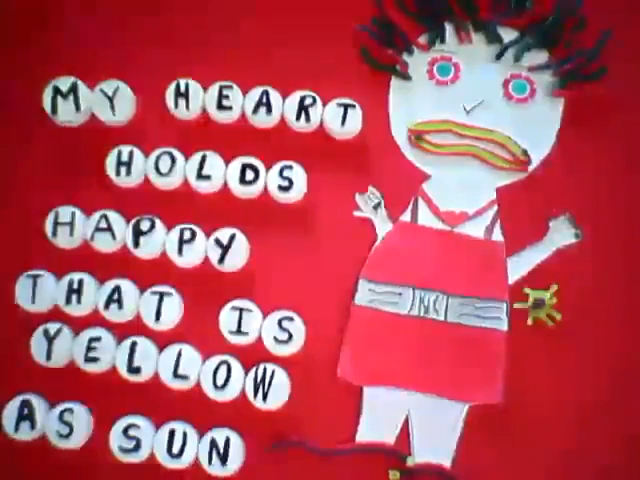 MY HEART
HOLDS
HAPPY
THAT IS
YELLOW
AS SUN